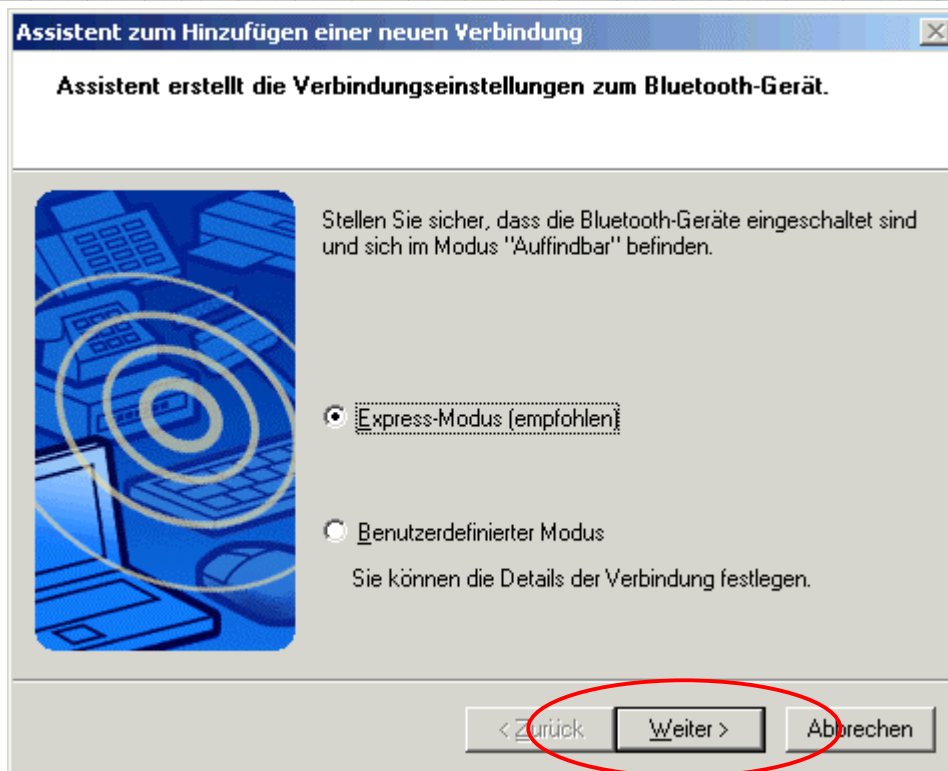 Assistent zum Hinzufügen einer neuen Verbindung
Assistent erstellt die Verbindungseinstellungen zum Bluetooth-Gerät.
Stellen Sie sicher, dass die Bluetooth-Geräte eingeschaltet sind
und sich im Modus "Auffindbar" befinden.
Express-Modus (empfohlen)
Benutzerdefinierter Modus
Sie können die Details der Verbindung festlegen.
< Zurück Weiter > Abbrechen